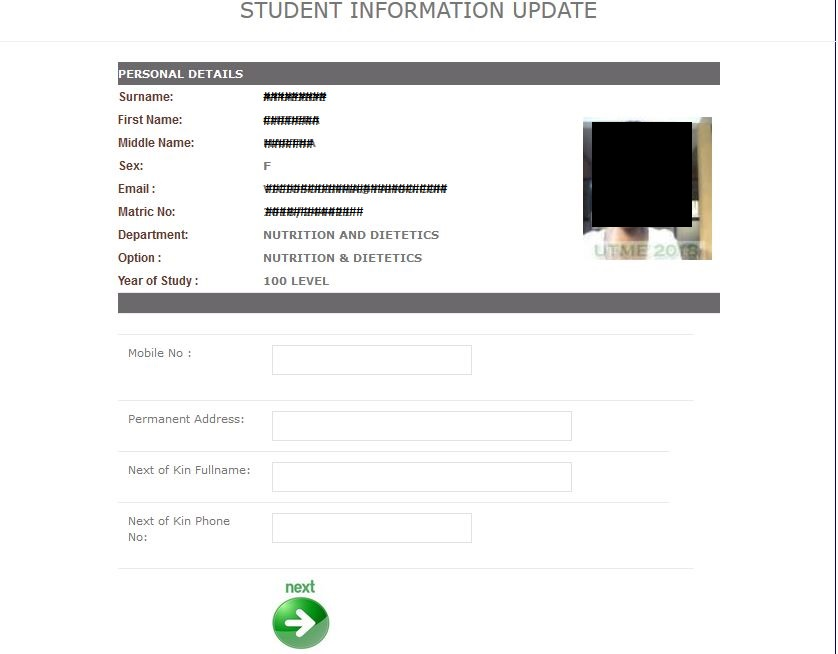 STUDENT INFORMATION UPDATE
PERSONAL DETAILS
Surname:
First Name:
Middle Name:
Sex: F
Email :
Matric No:
Department: NUTRITION AND DIETETICS
Option : NUTRITION & DIETETICS
Year of Study : 100 LEVEL
UTME 2018
Mobile No :
Permanent Address:
Next of Kin Fullname:
Next of Kin Phone
No:
next